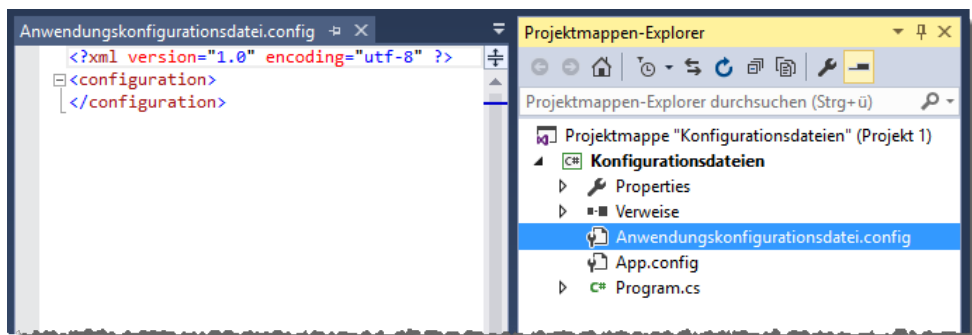 Anwendungskonfigurationsdatei.config
<?xml version="1.0" encoding="utf-8" ?>
<configuration>
</configuration>
Projektmappen-Explorer
Projektmappen-Explorer durchsuchen (Strg+ü)
Projektmappe "Konfigurationsdateien" (Projekt 1)
C# Konfigurationsdateien
Properties
Verweise
Anwendungskonfigurationsdatei.config
App.config
C# Program.cs